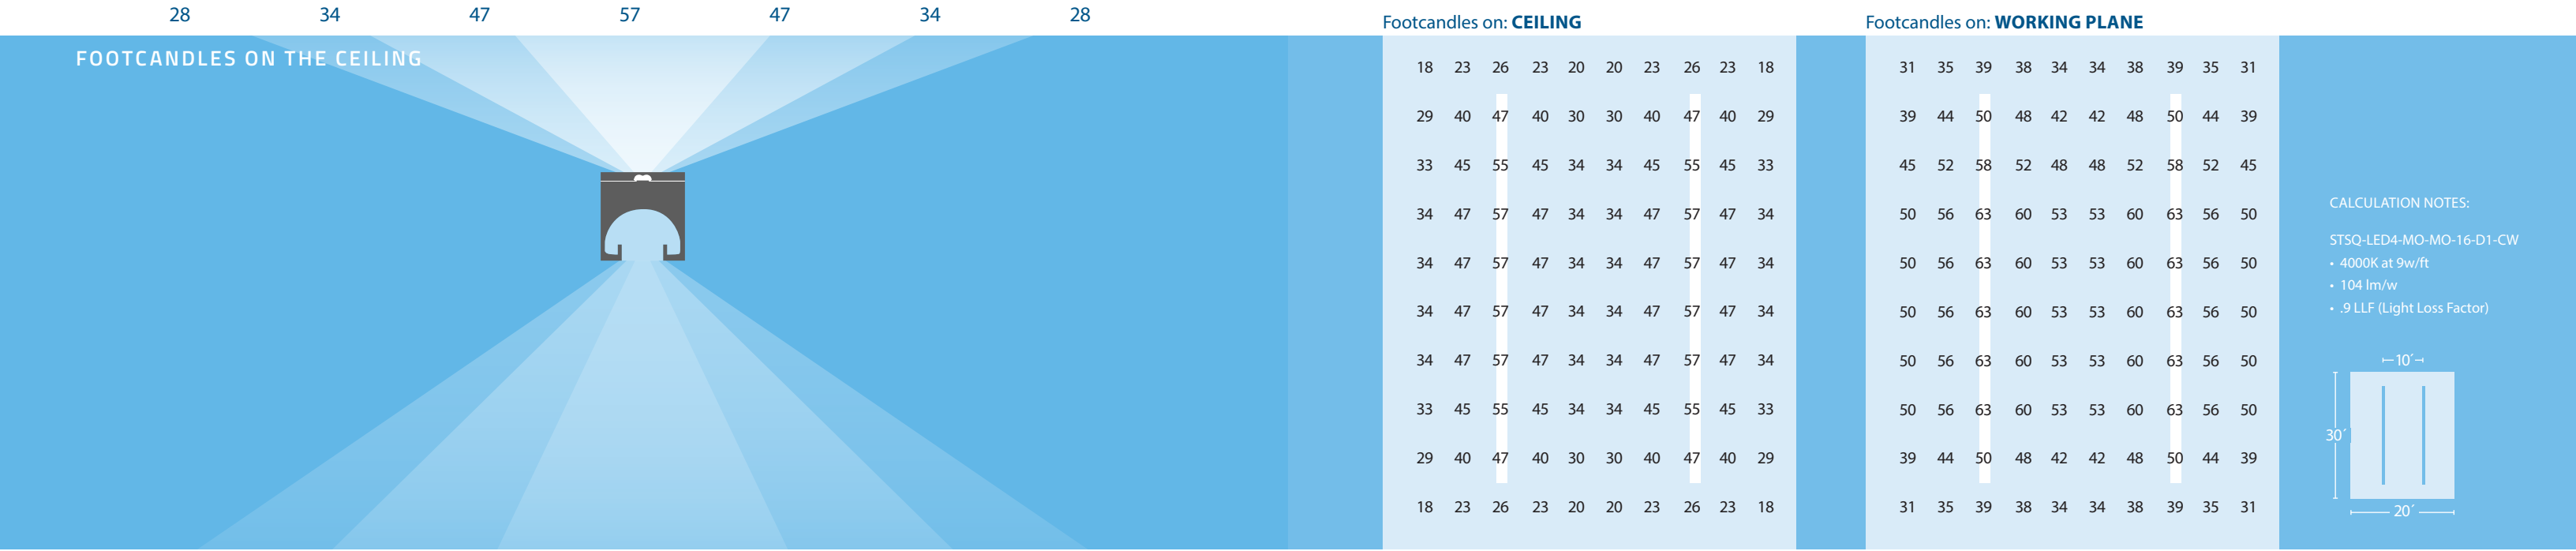 28 34 47 57 47 34 28
FOOTCANDLES ON THE CEILING
Footcandles on: CEILING
18 23 26 23 20 20 23 26 23 18
29 40 47 40 30 30 40 47 40 29
33 45 55 45 34 34 45 55 45 33
34 47 57 47 34 34 47 57 47 34
34 47 57 47 34 34 47 57 47 34
34 47 57 47 34 34 47 57 47 34
34 47 57 47 34 34 47 57 47 34
33 45 55 45 34 34 45 55 45 33
29 40 47 40 30 30 40 47 40 29
18 23 26 23 20 20 23 26 23 18
Footcandles on: WORKING PLANE
31 35 39 38 34 34 38 39 35 31
39 44 50 48 42 42 48 50 44 39
45 52 58 52 48 48 52 58 52 45
50 56 63 60 53 53 60 63 56 50
50 56 63 60 53 53 60 63 56 50
50 56 63 60 53 53 60 63 56 50
50 56 63 60 53 53 60 63 56 50
50 56 63 60 53 53 60 63 56 50
39 44 50 48 42 42 48 50 44 39
31 35 39 38 34 34 38 39 35 31
CALCULATION NOTES:
STSQ-LED4-MO-MO-16-D1-CW
• 4000K at 9w/ft
• 104 lm/w
• .9 LLF (Light Loss Factor)
10´
30´
20´